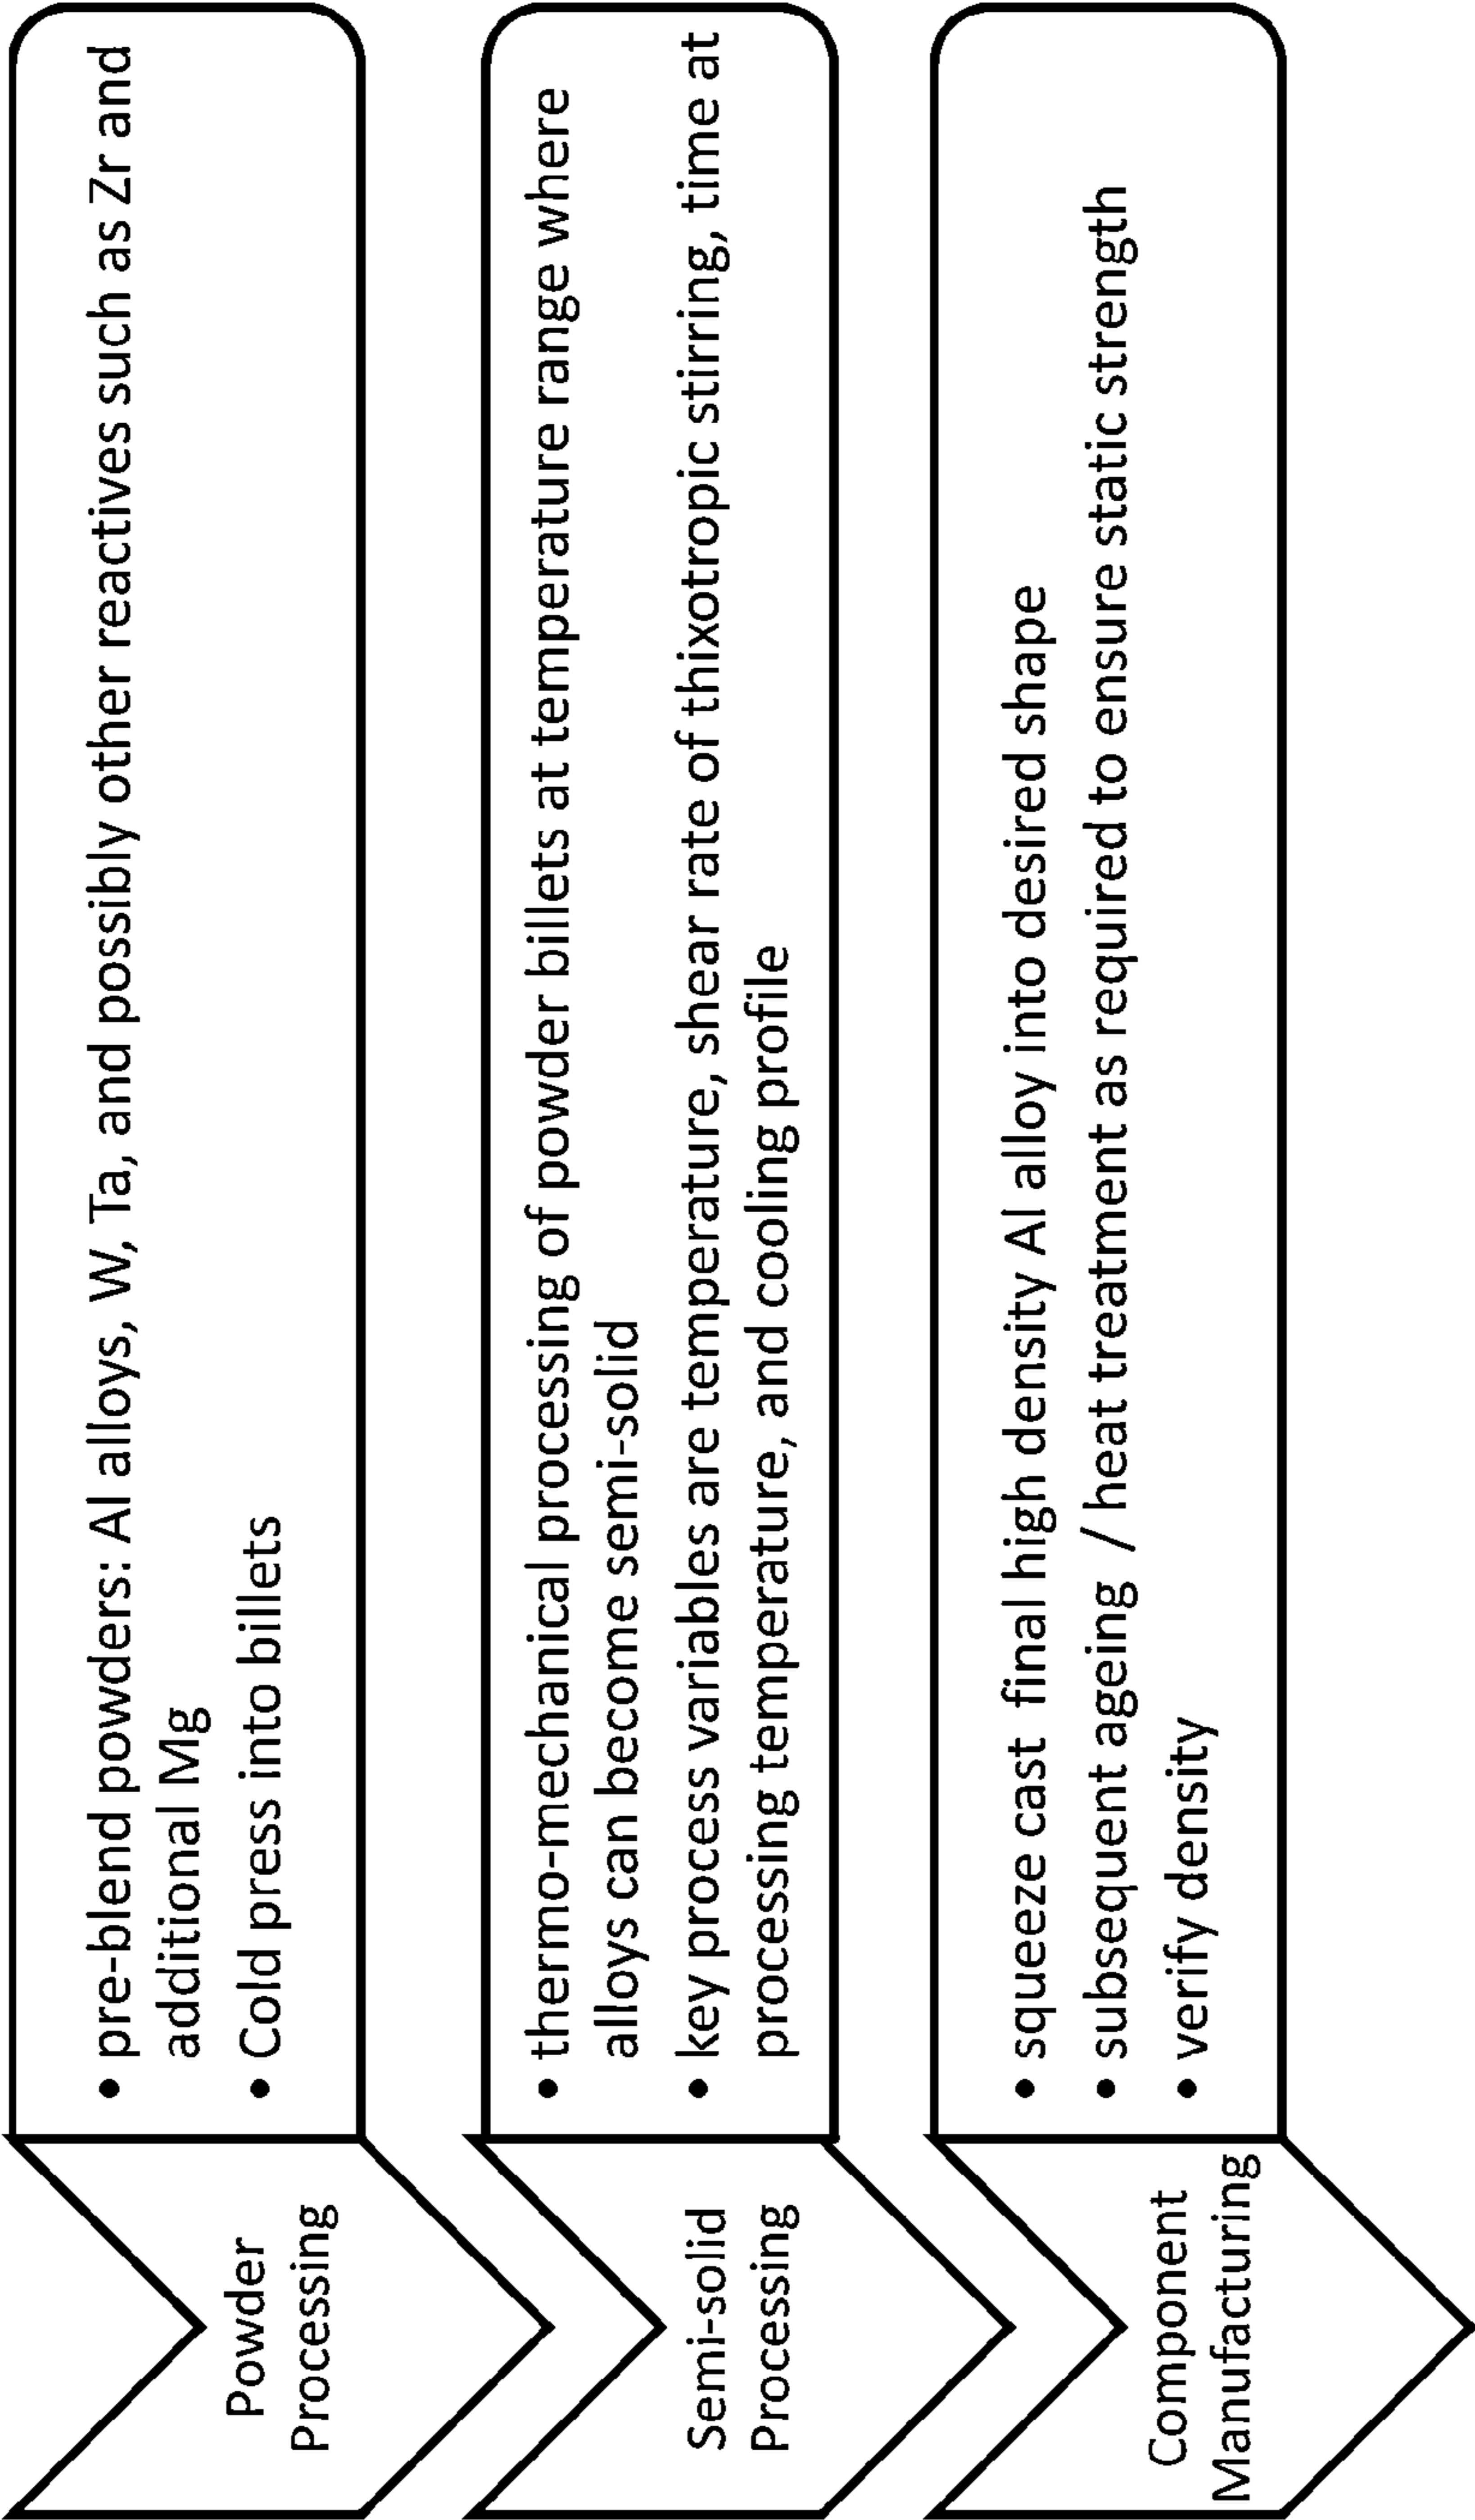 Powder
Processing
• pre-blend powders: Al alloys, W, Ta, and possibly other reactives such as Zr and
additional Mg
• Cold press into billets
Semi-solid
Processing
• thermo-mechanical processing of powder billets at temperature range where
alloys can become semi-solid
• key process variables are temperature, shear rate of thixotropic stirring, time at
processing temperature, and cooling profile
Component
Manufacturing
• squeeze cast final high density Al alloy into desired shape
• subsequent ageing / heat treatment as required to ensure static strength
• verify density